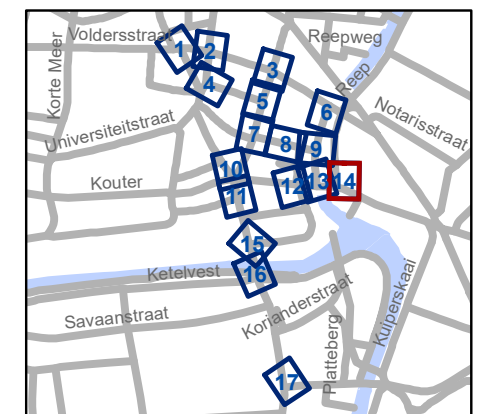 Voldersstraat
Reepweg
Korte Meer
1
2
3
4
Reep
5
6
Notarisstraat
Universiteitstraat
7
8
9
10
Kouter
11
12
13
14
15
Ketelvest
16
Savaanstraat
Korianderstraat
Kuiperskaai
Platteberg
17